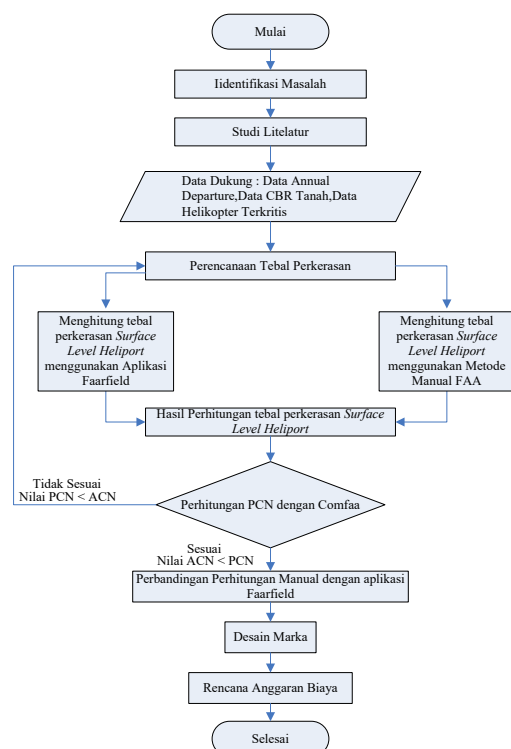 Mulai
Iidentifikasi Masalah
Studi Litelatur
Data Dukung : Data Annual
Departure,Data CBR Tanah,Data
Helikopter Terkritis
Perencanaan Tebal Perkerasan
Menghitung tebal
perkerasan Surface
Level Heliport
menggunakan Aplikasi
Faarfield
Menghitung tebal
perkerasan Surface
Level Heliport
menggunakan Metode
Manual FAA
Hasil Perhitungan tebal perkerasan Surface
Level Heliport
Tidak Sesuai
Nilai PCN < ACN
Perhitungan PCN dengan Comfaa
Sesuai
Nilai ACN < PCN
Perbandingan Perhitungan Manual dengan aplikasi
Faarfield
Desain Marka
Rencana Anggaran Biaya
Selesai